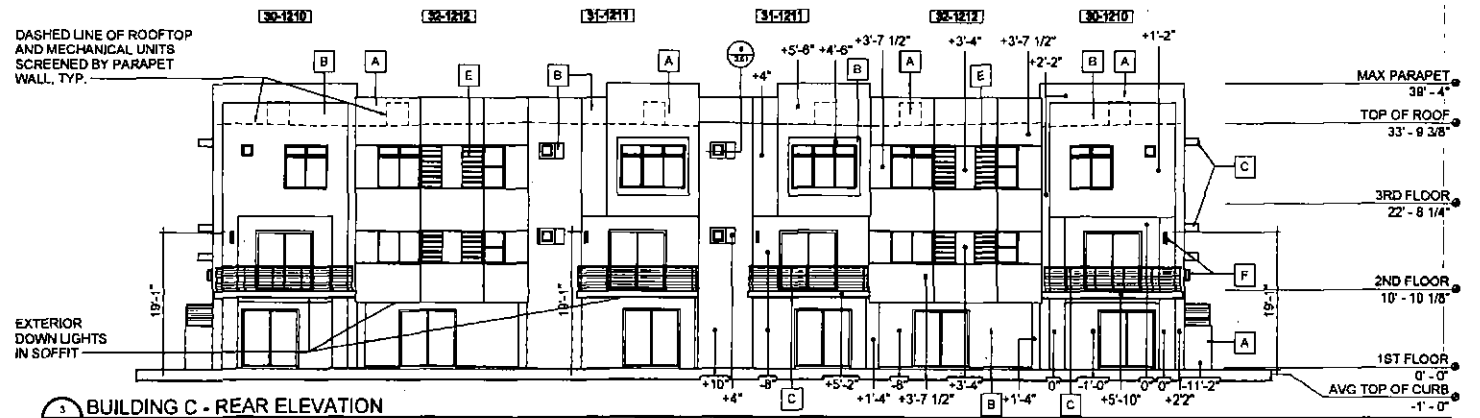 30-1210 32-1212 31-1211 31-1211 32-1212 30-1210
DASHED LINE OF ROOFTOP
AND MECHANICAL UNITS
SCREENED BY PARAPET
WALL, TYP.
B A E B A
+4" +5'-6" +4'-6" B +3'-7 1/2" A +3'-4" E +3'-7 1/2" +2'-2" B A +1'-2"
MAX PARAPET
38' - 4"
TOP OF ROOF
33' - 9 3/8"
C
3RD FLOOR
22' - 8 1/4"
F
2ND FLOOR
10' - 10 1/8"
19'-1" 19'-1" 19'-1"
EXTERIOR
DOWN LIGHTS
IN SOFFIT
A
1ST FLOOR
0' - 0"
AVG TOP OF CURB
-1' - 0"
+10" -8" +5'-2" -8" +3'-4" 0" -1'-0" 0" 0" -11'-2"
+4" C +1'-4" +3'-7 1/2" B +1'-4" C +5'-10" +2'2"
3 BUILDING C - REAR ELEVATION